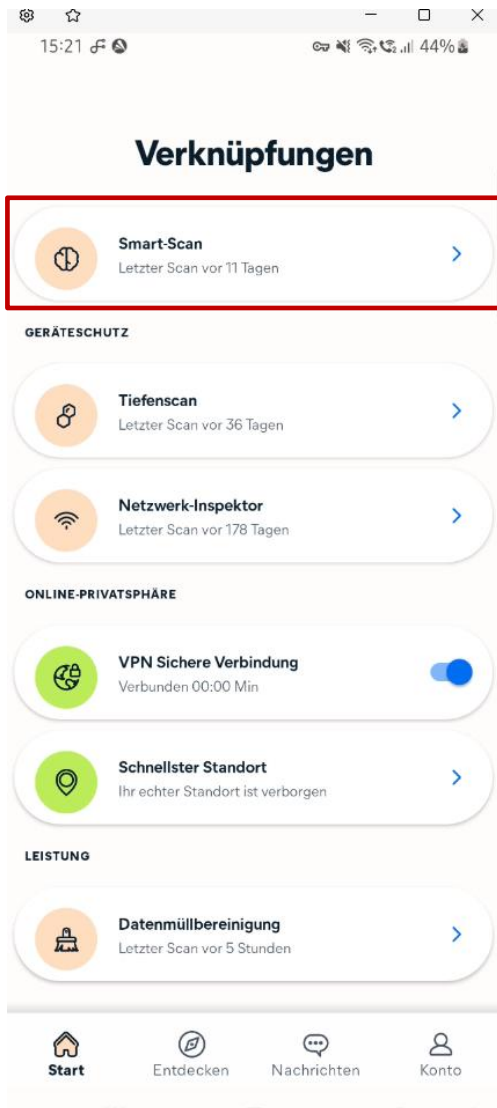 15:21 44%
Verknüpfungen
Smart-Scan
Letzter Scan vor 11 Tagen
GERÄTESCHUTZ
Tiefenscan
Letzter Scan vor 36 Tagen
Netzwerk-Inspektor
Letzter Scan vor 178 Tagen
ONLINE-PRIVATSPHÄRE
VPN Sichere Verbindung
Verbunden 00:00 Min
Schnellster Standort
Ihr echter Standort ist verborgen
LEISTUNG
Datenmüllbereinigung
Letzter Scan vor 5 Stunden
Start Entdecken Nachrichten Konto